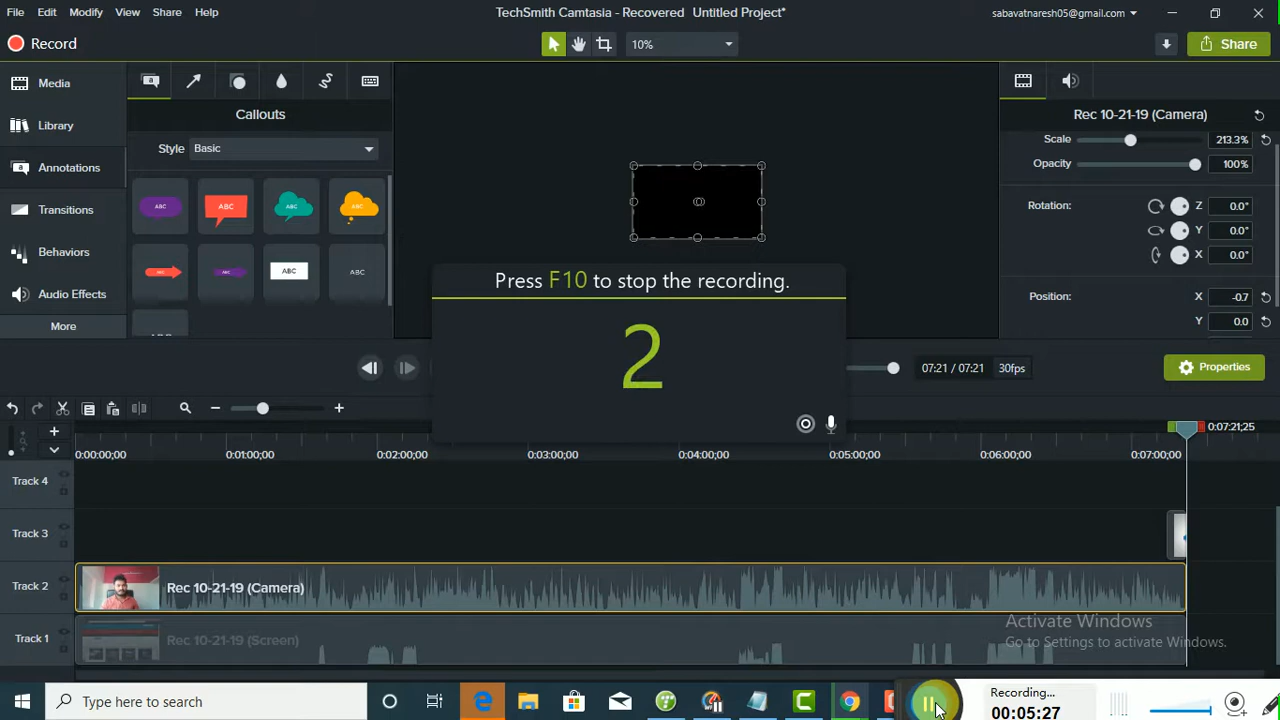 File Edit Modify View Share Help
TechSmith Camtasia - Recovered Untitled Project*
sabavatnaresh05@gmail.com
Record
10%
Share
Media
Library
Annotations
Transitions
Behaviors
Audio Effects
More
Callouts
Style Basic
ABC ABC ABC ABC
ABC ABC
Rec 10-21-19 (Camera)
Scale 213.3%
Opacity 100%
Rotation: Z 0.0°
Y 0.0°
X 0.0°
Position: X -0.7
Y 0.0
Press F10 to stop the recording.
2
07:21 / 07:21 30fps
Properties
0:07:21;25
0:00:00;00 0:01:00;00 0:02:00;00 0:03:00;00 0:04:00;00 0:05:00;00 0:06:00;00 0:07:00;00
Track 4
Track 3
Track 2 Rec 10-21-19 (Camera)
Track 1 Rec 10-21-19 (Screen)
Activate Windows
Go to Settings to activate Windows.
Type here to search
Recording...
00:05:27